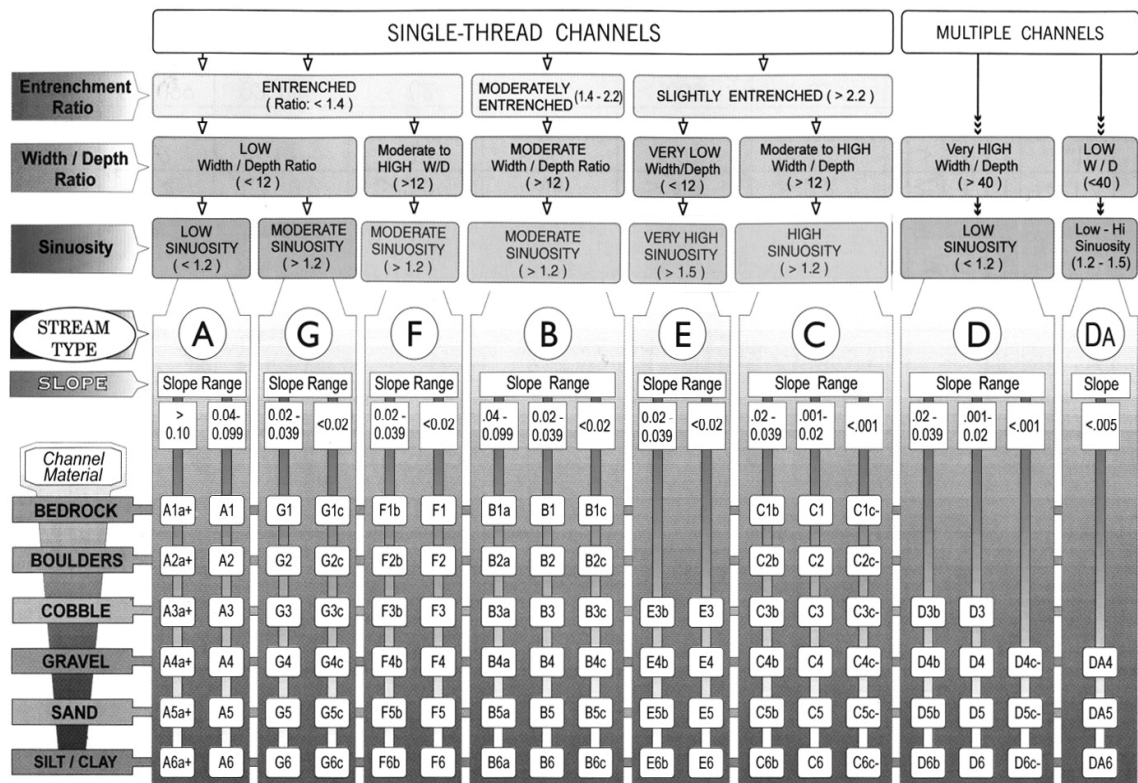 SINGLE-THREAD CHANNELS
MULTIPLE CHANNELS
Entrenchment
Ratio
ENTRENCHED
( Ratio: < 1.4 )
MODERATELY
ENTRENCHED (1.4 - 2.2)
SLIGHTLY ENTRENCHED ( > 2.2 )
Width / Depth
Ratio
LOW
Width / Depth Ratio
( < 12 )
Moderate to
HIGH W/D
( >12 )
MODERATE
Width / Depth Ratio
( > 12 )
VERY LOW
Width/Depth
( < 12 )
Moderate to HIGH
Width / Depth
( > 12 )
Very HIGH
Width / Depth
( > 40 )
LOW
W / D
( <40 )
Sinuosity
LOW
SINUOSITY
( < 1.2 )
MODERATE
SINUOSITY
( > 1.2 )
MODERATE
SINUOSITY
( > 1.2 )
MODERATE
SINUOSITY
( > 1.2 )
VERY HIGH
SINUOSITY
( > 1.5 )
HIGH
SINUOSITY
( > 1.2 )
LOW
SINUOSITY
( < 1.2 )
Low - Hi
Sinuosity
(1.2 - 1.5)
STREAM
TYPE
A G F B E C D DA
SLOPE
Slope Range Slope Range Slope Range Slope Range Slope Range Slope Range Slope Range Slope
>
0.10
0.04-
0.099
0.02 -
0.039
<0.02
0.02 -
0.039
<0.02
.04 -
0.099
0.02 -
0.039
<0.02
0.02 -
0.039
<0.02
.02 -
0.039
.001-
0.02
<.001
.02 -
0.039
.001-
0.02
<.001
<.005
Channel
Material
BEDROCK A1a+ A1 G1 G1c F1b F1 B1a B1 B1c C1b C1 C1c-
BOULDERS A2a+ A2 G2 G2c F2b F2 B2a B2 B2c C2b C2 C2c-
COBBLE A3a+ A3 G3 G3c F3b F3 B3a B3 B3c E3b E3 C3b C3 C3c- D3b D3
GRAVEL A4a+ A4 G4 G4c F4b F4 B4a B4 B4c E4b E4 C4b C4 C4c- D4b D4 D4c- DA4
SAND A5a+ A5 G5 G5c F5b F5 B5a B5 B5c E5b E5 C5b C5 C5c- D5b D5 D5c- DA5
SILT / CLAY A6a+ A6 G6 G6c F6b F6 B6a B6 B6c E6b E6 C6b C6 C6c- D6b D6 D6c- DA6